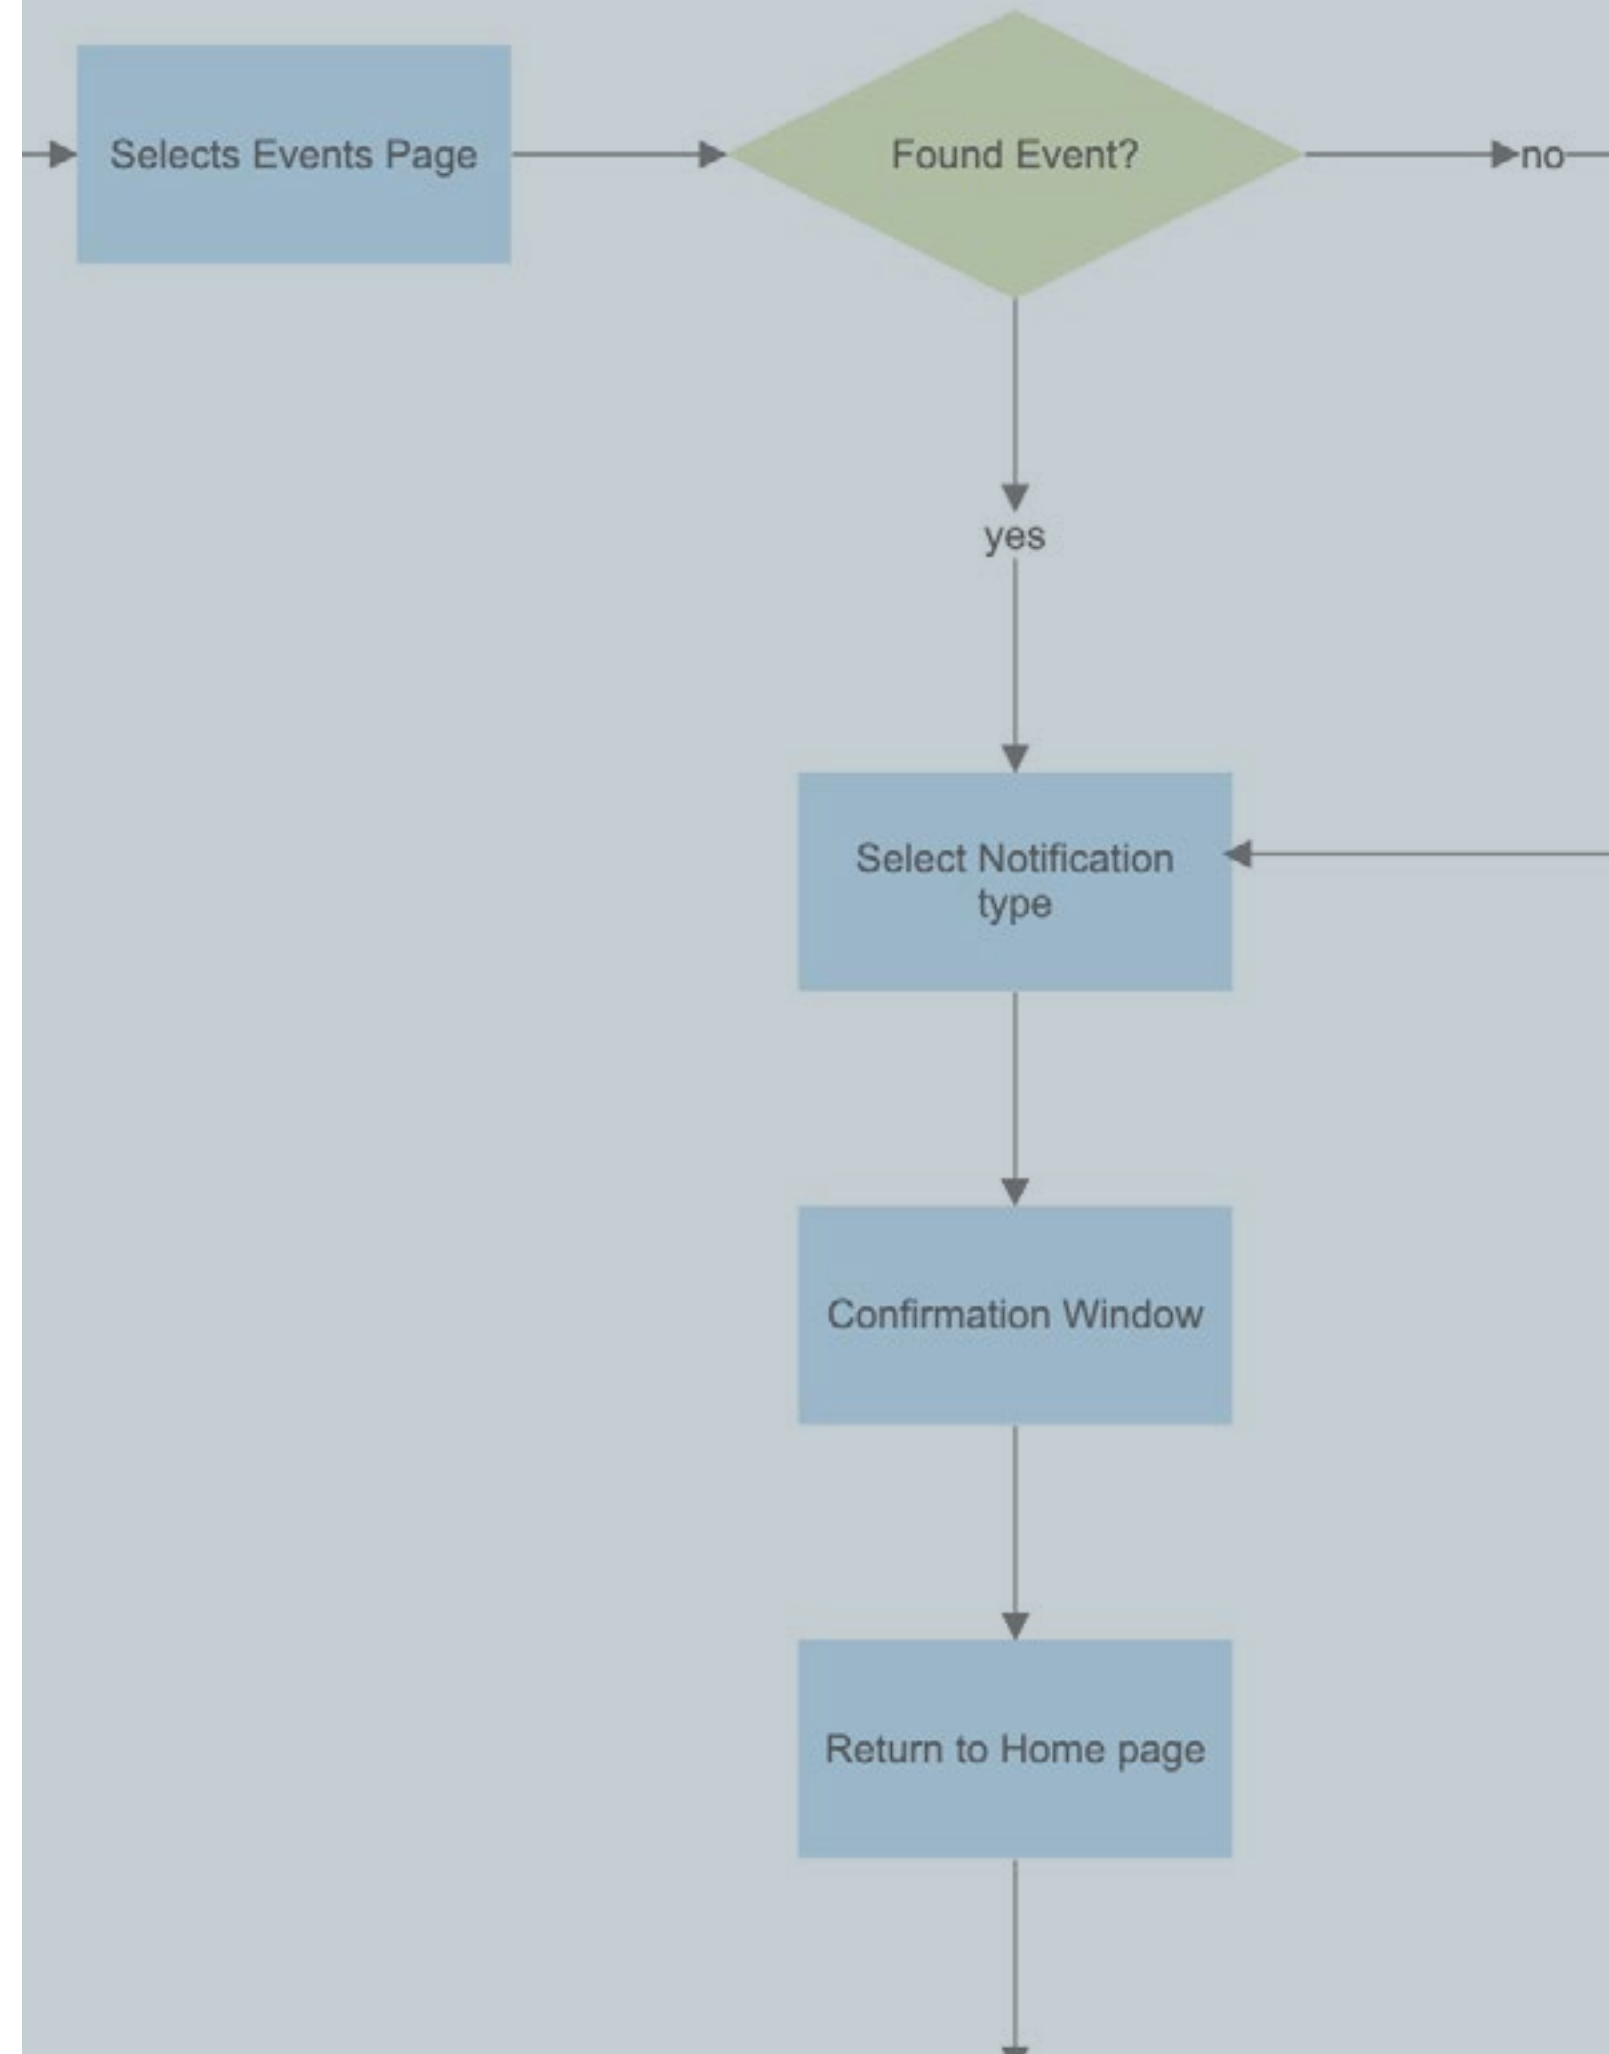 Selects Events Page
Found Event?
no
yes
Select Notification
type
Confirmation Window
Return to Home page